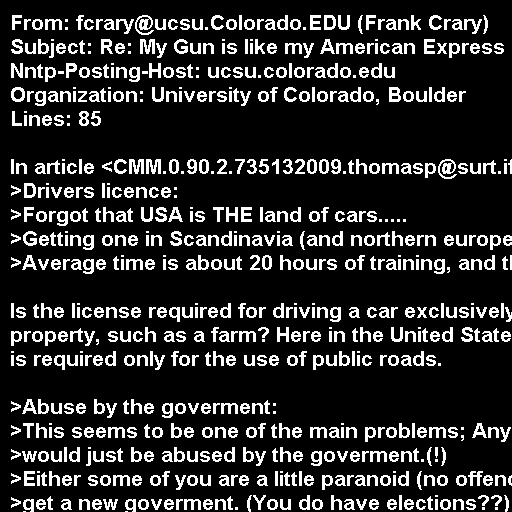 From: fcrary@ucsu.Colorado.EDU (Frank Crary)
Subject: Re: My Gun is like my American Express
Nntp-Posting-Host: ucsu.colorado.edu
Organization: University of Colorado, Boulder
Lines: 85

In article <CMM.0.90.2.735132009.thomasp@surt.if
>Drivers licence:
>Forgot that USA is THE land of cars.....
>Getting one in Scandinavia (and northern europe
>Average time is about 20 hours of training, and th

Is the license required for driving a car exclusively
property, such as a farm? Here in the United State
is required only for the use of public roads.

>Abuse by the goverment:
>This seems to be one of the main problems; Any
>would just be abused by the goverment.(!)
>Either some of you are a little paranoid (no offenc
>get a new goverment. (You do have elections??)